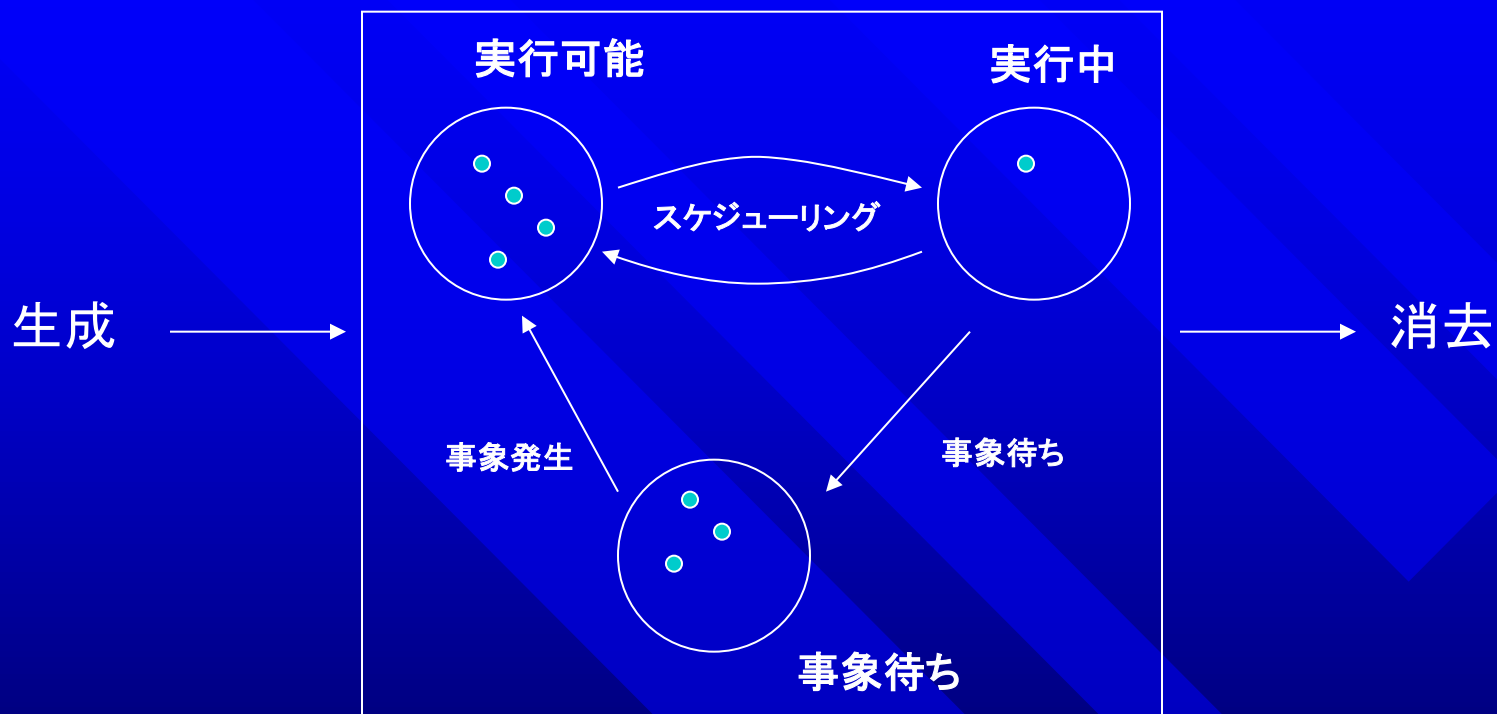 実行可能
実行中
スケジューリング
生成
消去
事象発生
事象待ち
事象待ち